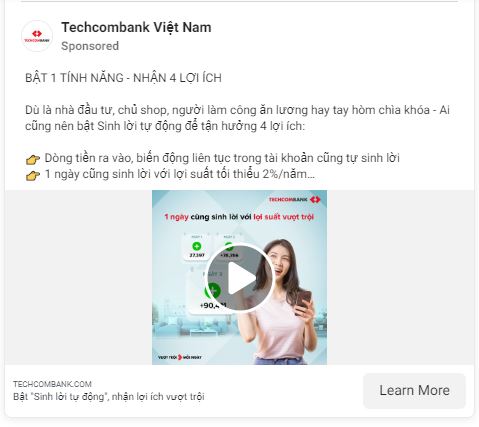 TECHCOMBANK
Techcombank Việt Nam
Sponsored
BẬT 1 TÍNH NĂNG - NHẬN 4 LỢI ÍCH
Dù là nhà đầu tư, chủ shop, người làm công ăn lương hay tay hòm chìa khóa - Ai
cũng nên bật Sinh lời tự động để tận hưởng 4 lợi ích:
👉 Dòng tiền ra vào, biến động liên tục trong tài khoản cũng tự sinh lời
👉 1 ngày cũng sinh lời với lợi suất tối thiểu 2%/năm...
TECHCOMBANK
1 ngày cùng sinh lời với lợi suất vượt trội
NGÀY 1
27,397
NGÀY 3
VƯỢT TRỘI MỖI NGÀY
TECHCOMBANK.COM
Bật "Sinh lời tự động", nhận lợi ích vượt trội
Learn More